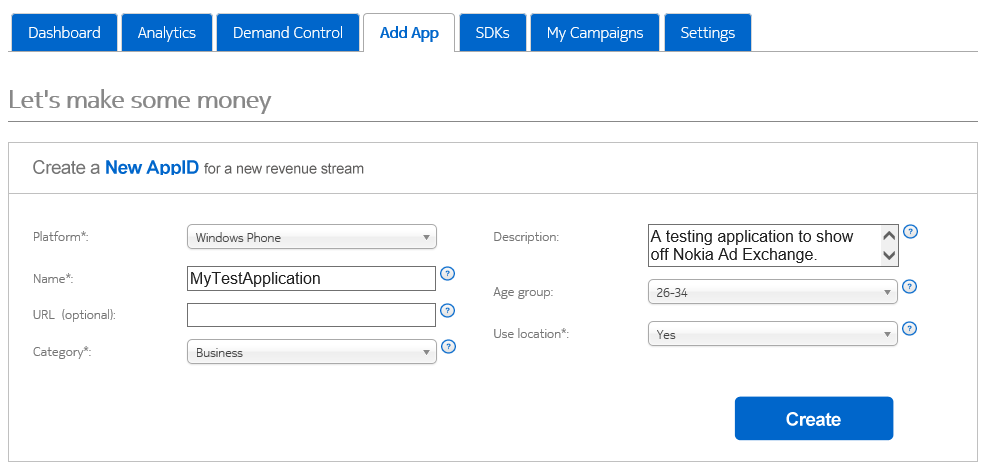 Dashboard Analytics Demand Control Add App SDKs My Campaigns Settings
Let's make some money
Create a New AppID for a new revenue stream
Platform*: Windows Phone
Name*: MyTestApplication ?
URL (optional): ?
Category*: Business ?
Description: A testing application to show ?
off Nokia Ad Exchange.
Age group: 26-34 ?
Use location*: Yes ?
Create